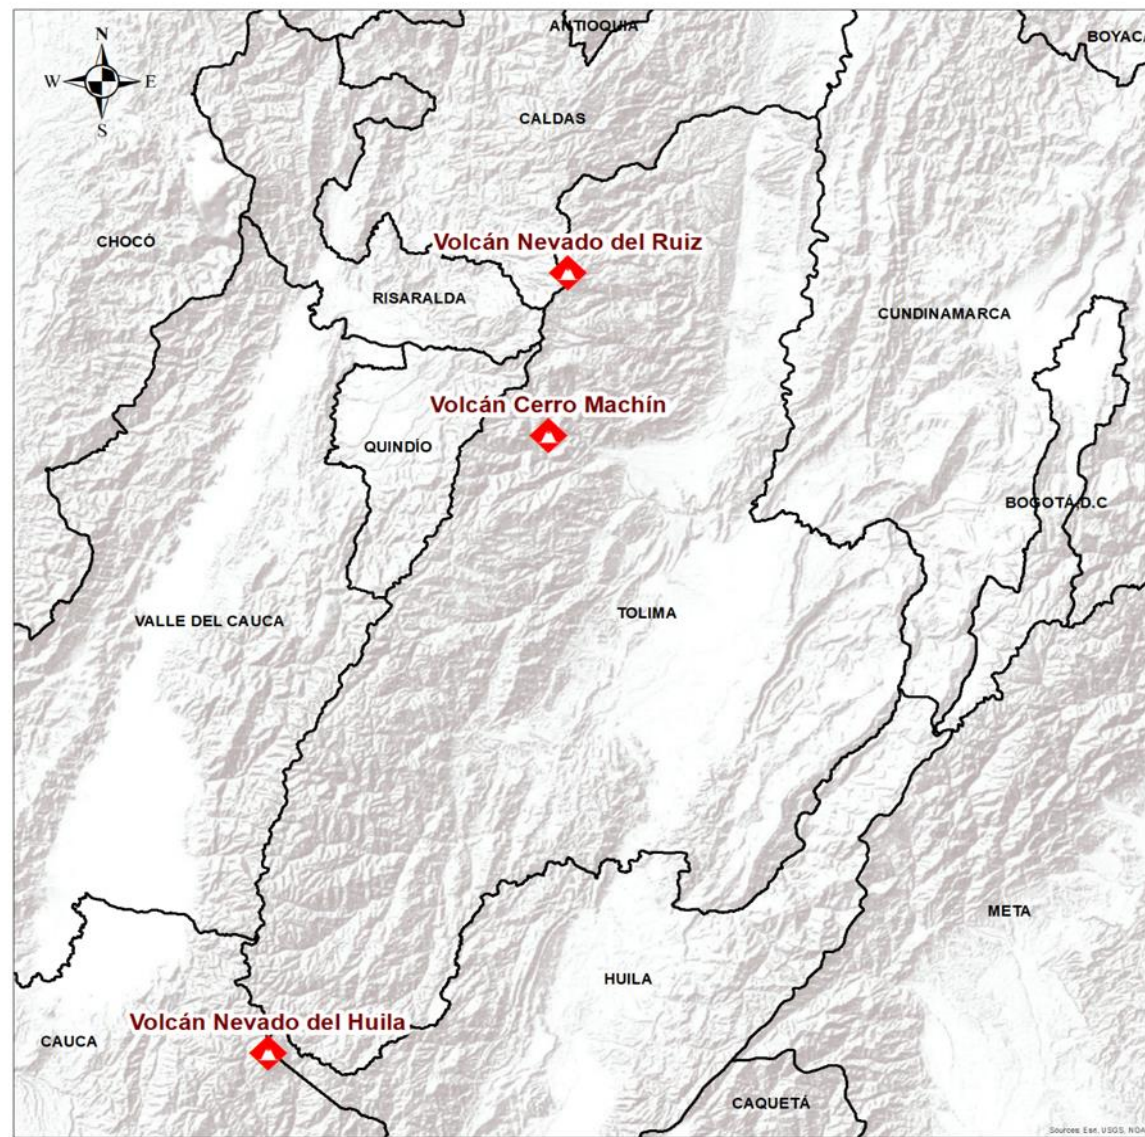 ANTIOQUIA
BOYACÁ
N
W
E
S
CALDAS
CHOCÓ
Volcán Nevado del Ruiz
RISARALDA
CUNDINAMARCA
Volcán Cerro Machín
QUINDÍO
BOGOTÁ,D.C
TOLIMA
VALLE DEL CAUCA
META
HUILA
Volcán Nevado del Huila
CAUCA
CAQUETÁ
Sources: Esri, USGS, NOA